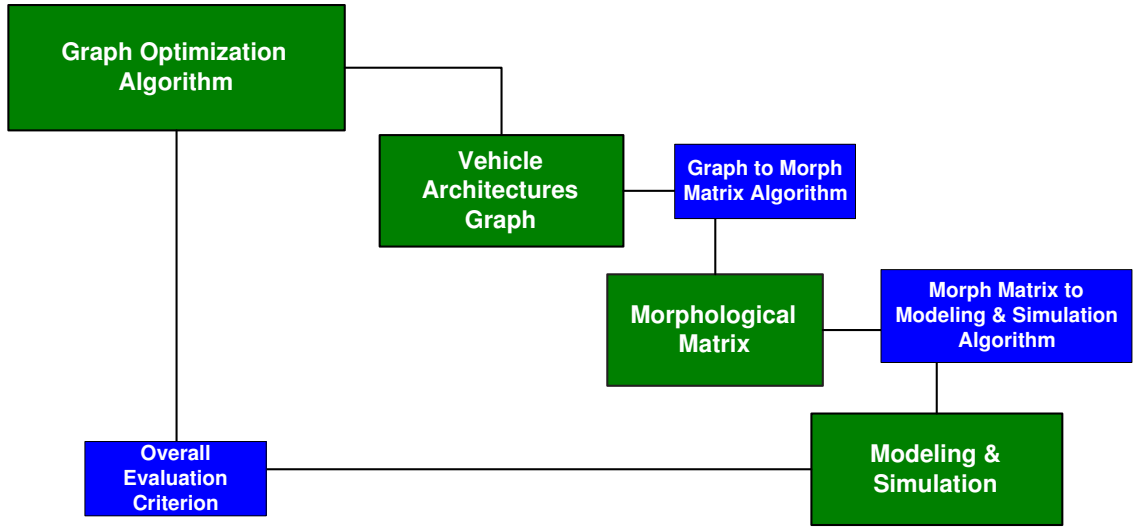 Graph Optimization
Algorithm
Vehicle
Architectures
Graph
Graph to Morph
Matrix Algorithm
Morphological
Matrix
Morph Matrix to
Modeling & Simulation
Algorithm
Overall
Evaluation
Criterion
Modeling &
Simulation